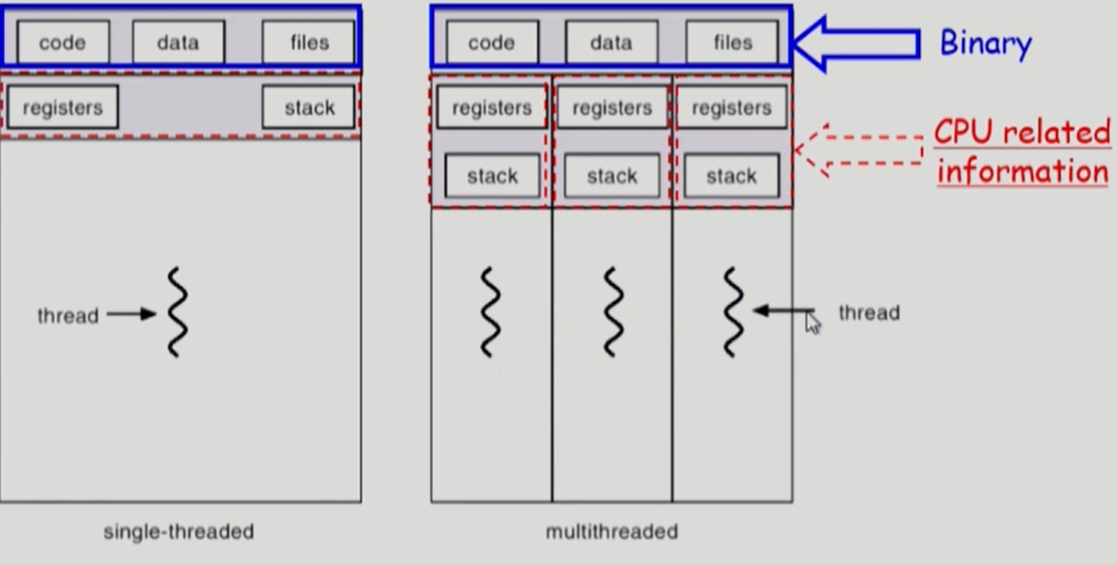 code data files
registers stack
thread
single-threaded
code data files
registers registers registers
stack stack stack
thread
multithreaded
Binary
CPU related
information